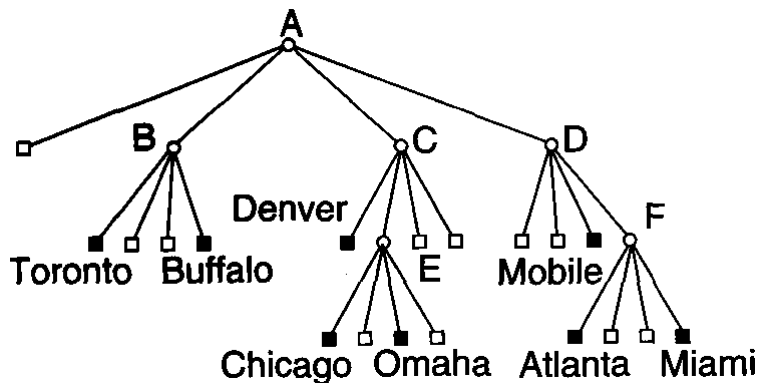 A
B C D
Denver F
Toronto Buffalo E Mobile
Chicago Omaha Atlanta Miami